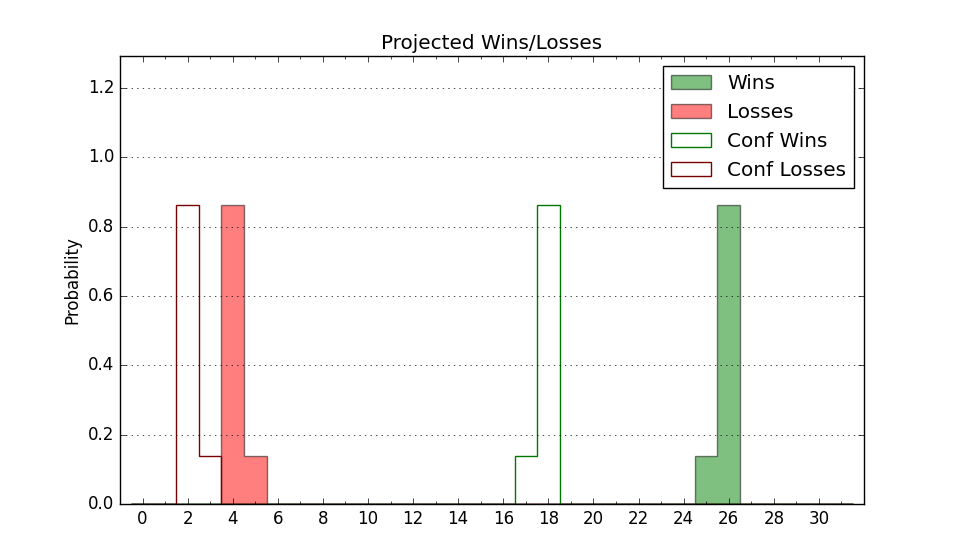 Projected Wins/Losses
Wins
Losses
Conf Wins
Conf Losses
Probability
1.2
1.0
0.8
0.6
0.4
0.2
0.0
0 2 4 6 8 10 12 14 16 18 20 22 24 26 28 30